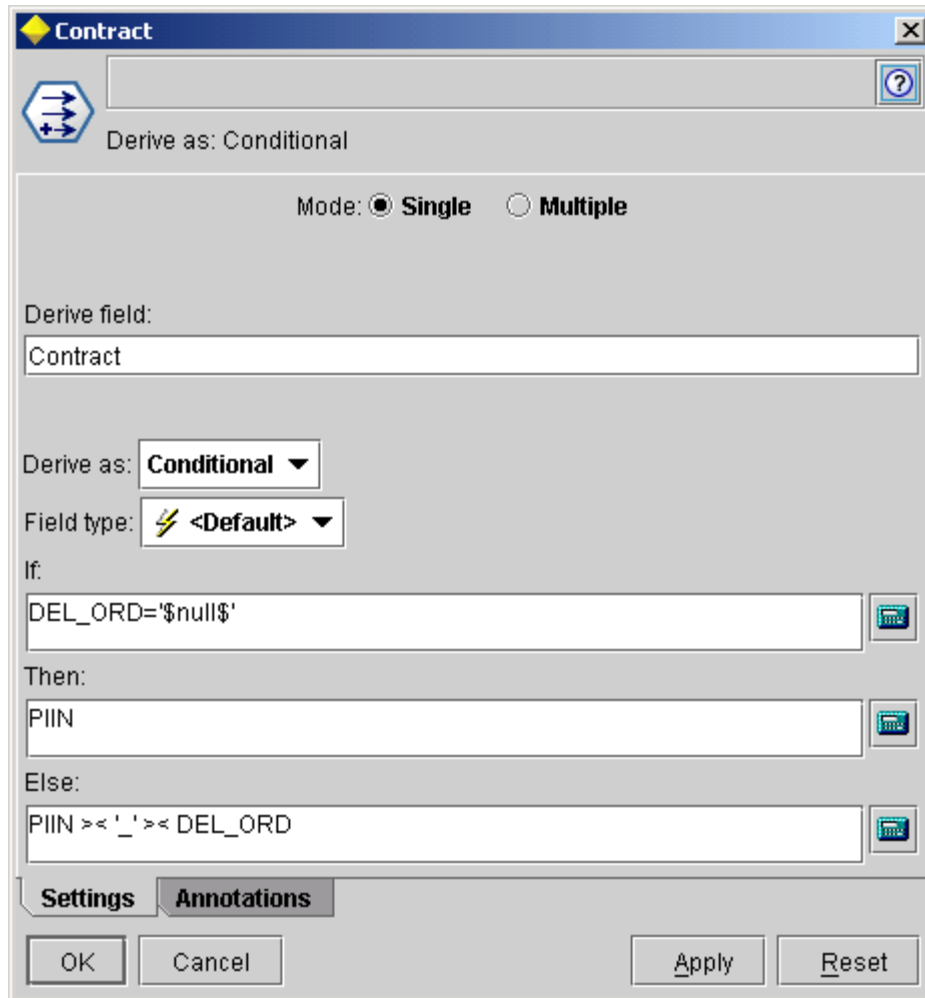 Contract
Derive as: Conditional
Mode: Single Multiple
Derive field:
Contract
Derive as: Conditional
Field type: <Default>
If:
DEL_ORD='$null$'
Then:
PIIN
Else:
PIIN >< '_' >< DEL_ORD
Settings Annotations
OK Cancel Apply Reset